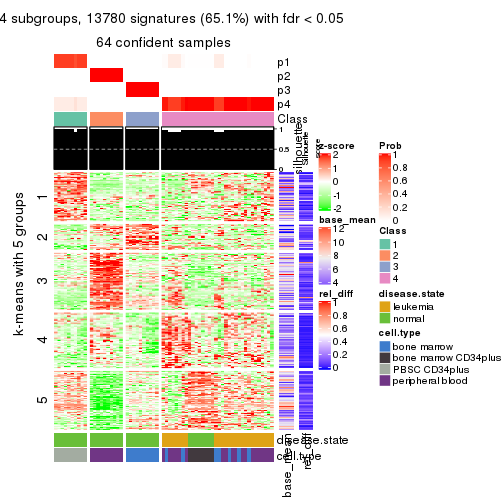 4 subgroups, 13780 signatures (65.1%) with fdr < 0.05
64 confident samples
p1
p2
p3
p4
Class
1
0.5
0
silhouette
score
k-means with 5 groups
1
2
3
4
5
disease.state
cell.type
base_mean
rel_diff
z-score
2
1
0
-1
-2
base_mean
12
10
8
6
4
rel_diff
1
0.8
0.6
0.4
0.2
0
Prob
1
0.8
0.6
0.4
0.2
0
Class
1
2
3
4
disease.state
leukemia
normal
cell.type
bone marrow
bone marrow CD34plus
PBSC CD34plus
peripheral blood